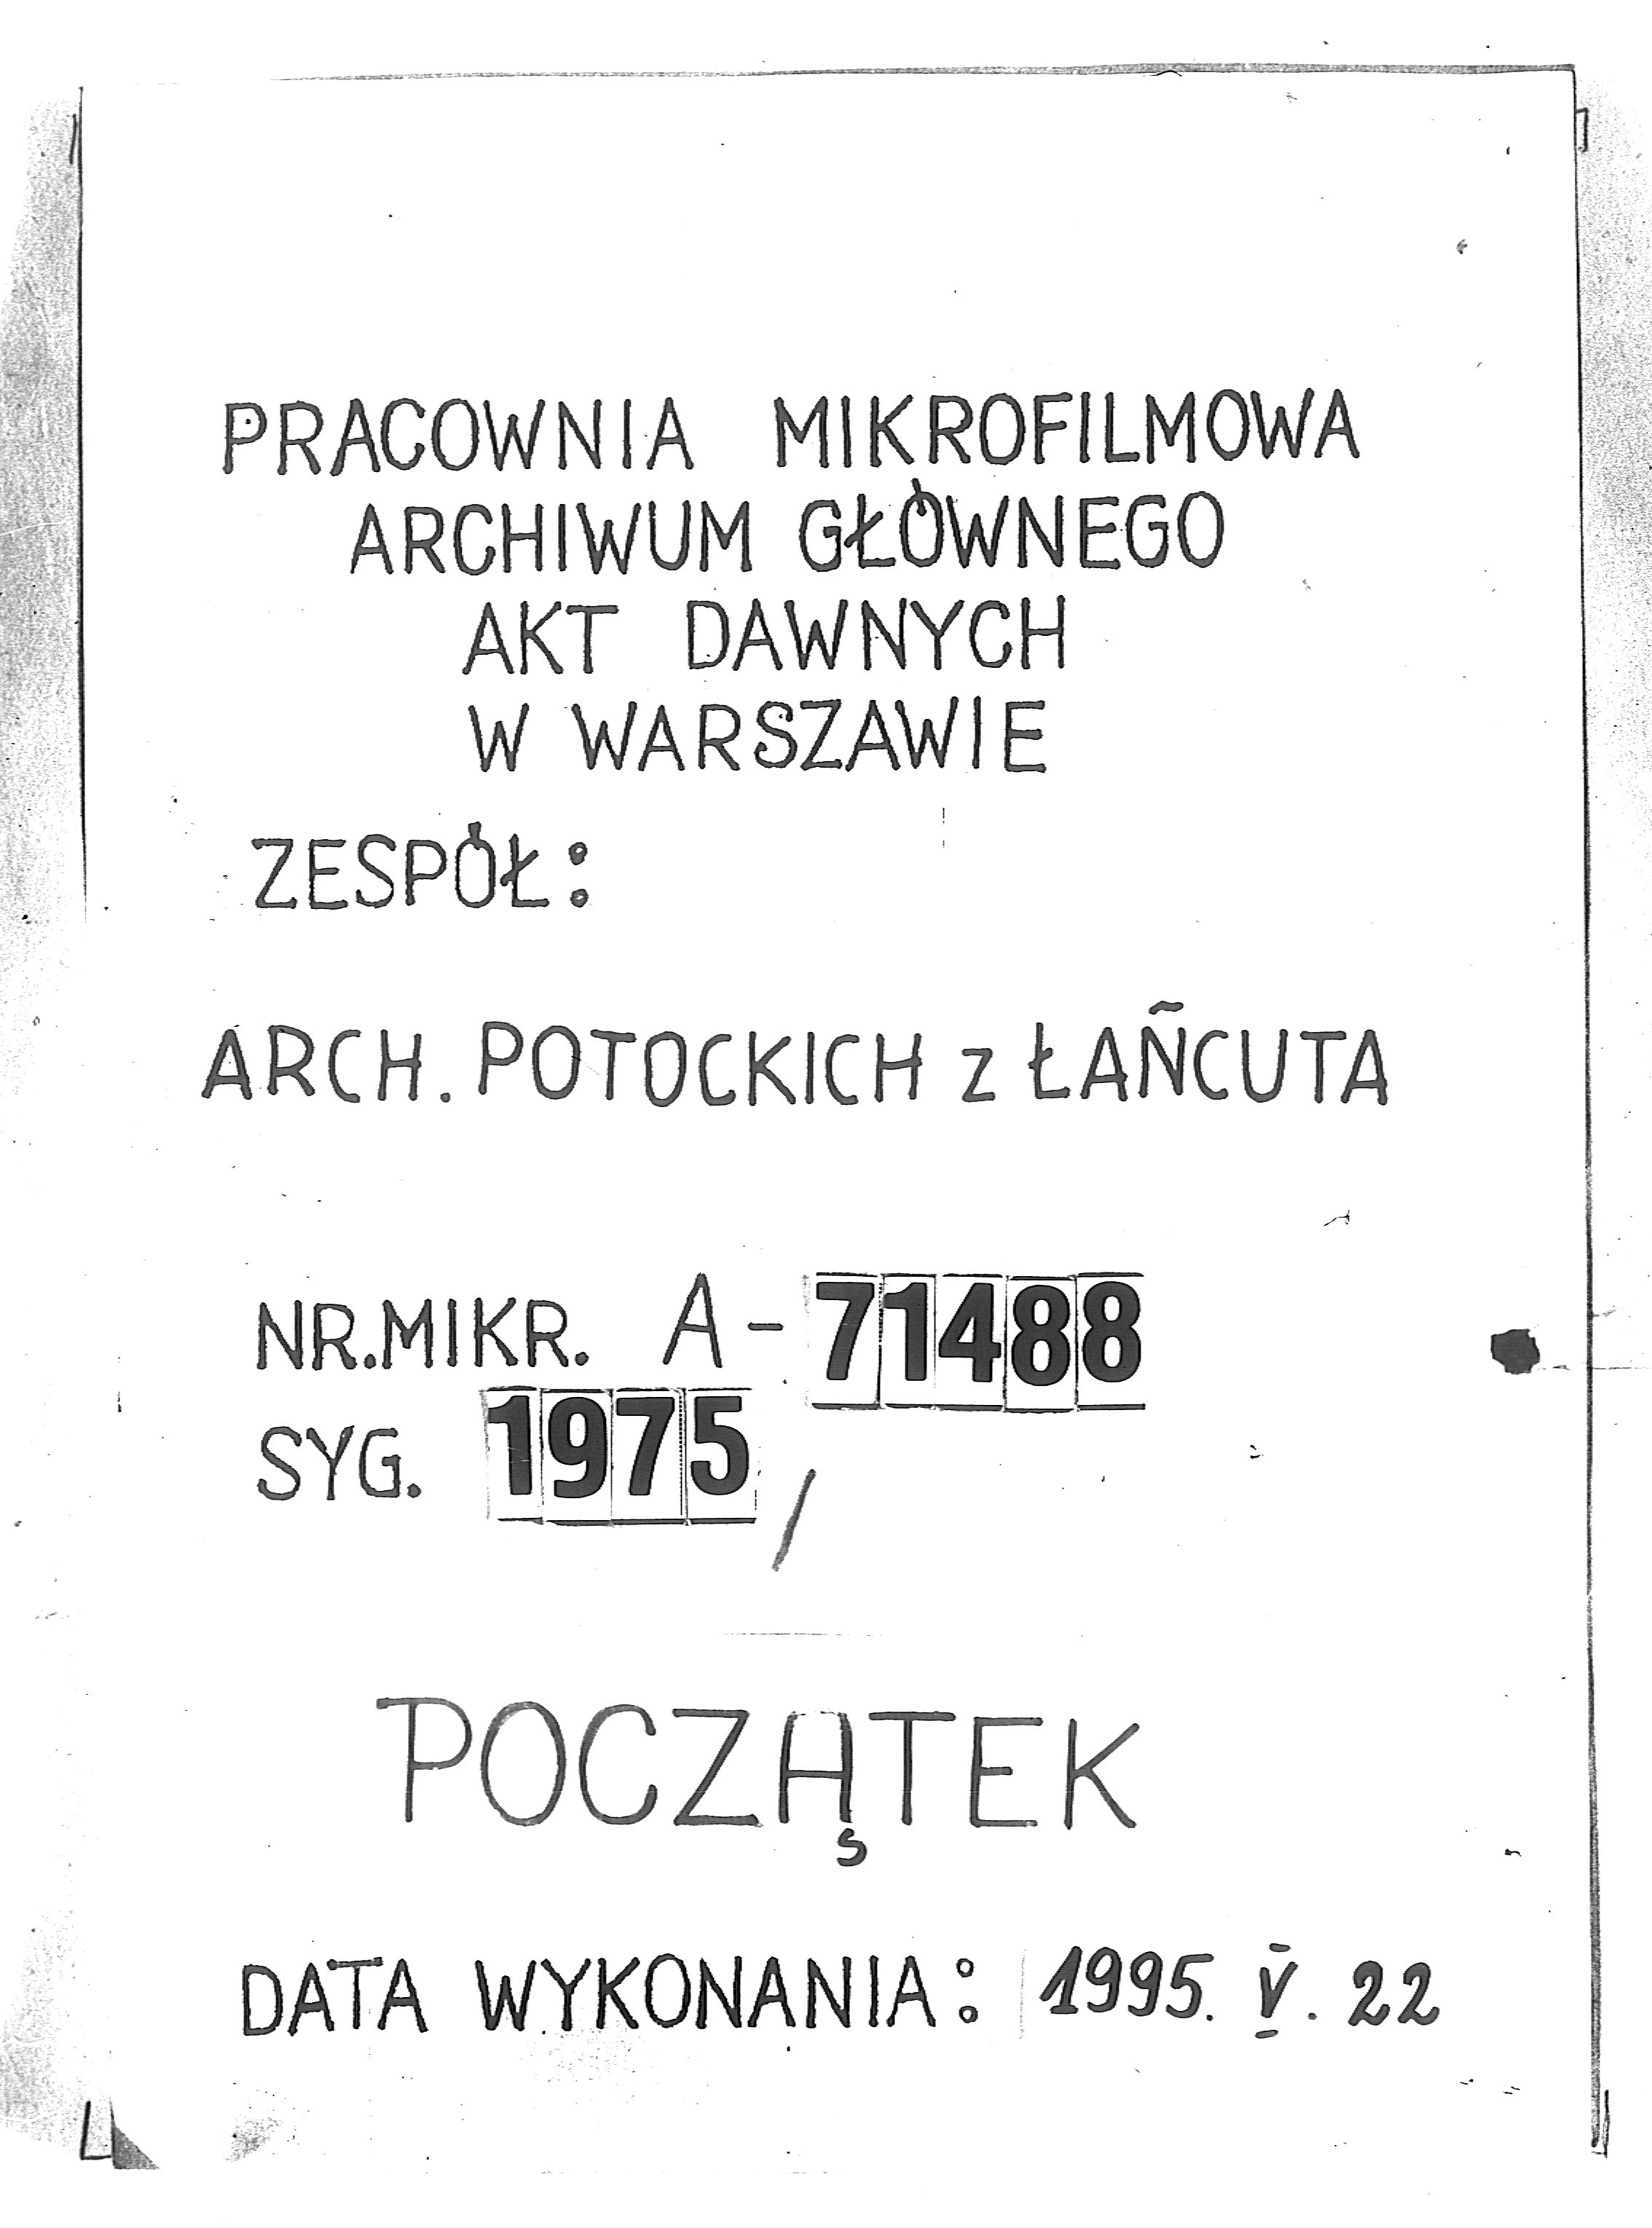 PRACOWNIA MIKROFILMOWA
ARCHIWUM GŁÓWNEGO
AKT DAWNYCH
W WARSZAWIE
ZESPÓŁ:
ARCH. POTOCKICH z ŁAŃCUTA
NR.MIKR. A-71488
SYG. 1975/
POCZĄTEK
DATA WYKONANIA: 1995. V. 22